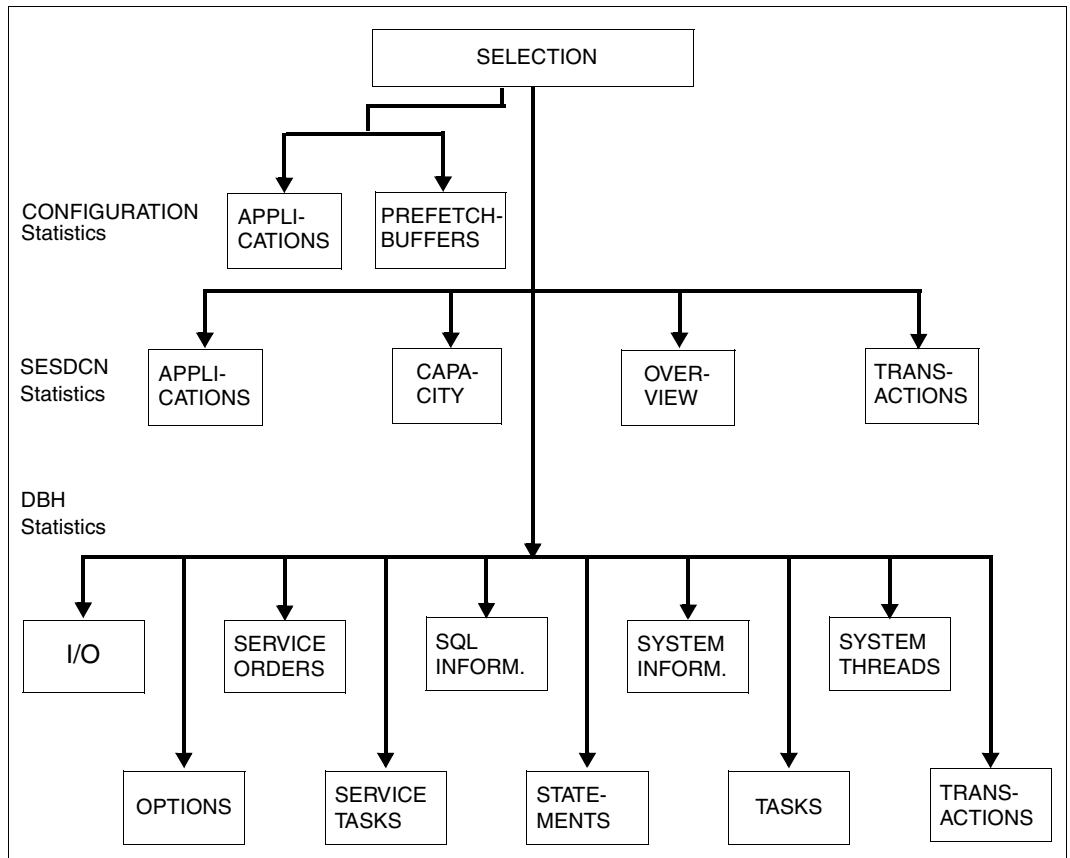 SELECTION
CONFIGURATION
Statistics
APPLI-
CATIONS
PREFETCH-
BUFFERS
SESDCN
Statistics
APPLI-
CATIONS
CAPA-
CITY
OVER-
VIEW
TRANS-
ACTIONS
DBH
Statistics
I/O
SERVICE
ORDERS
SQL
INFORM.
SYSTEM
INFORM.
SYSTEM
THREADS
OPTIONS
SERVICE
TASKS
STATE-
MENTS
TASKS
TRANS-
ACTIONS